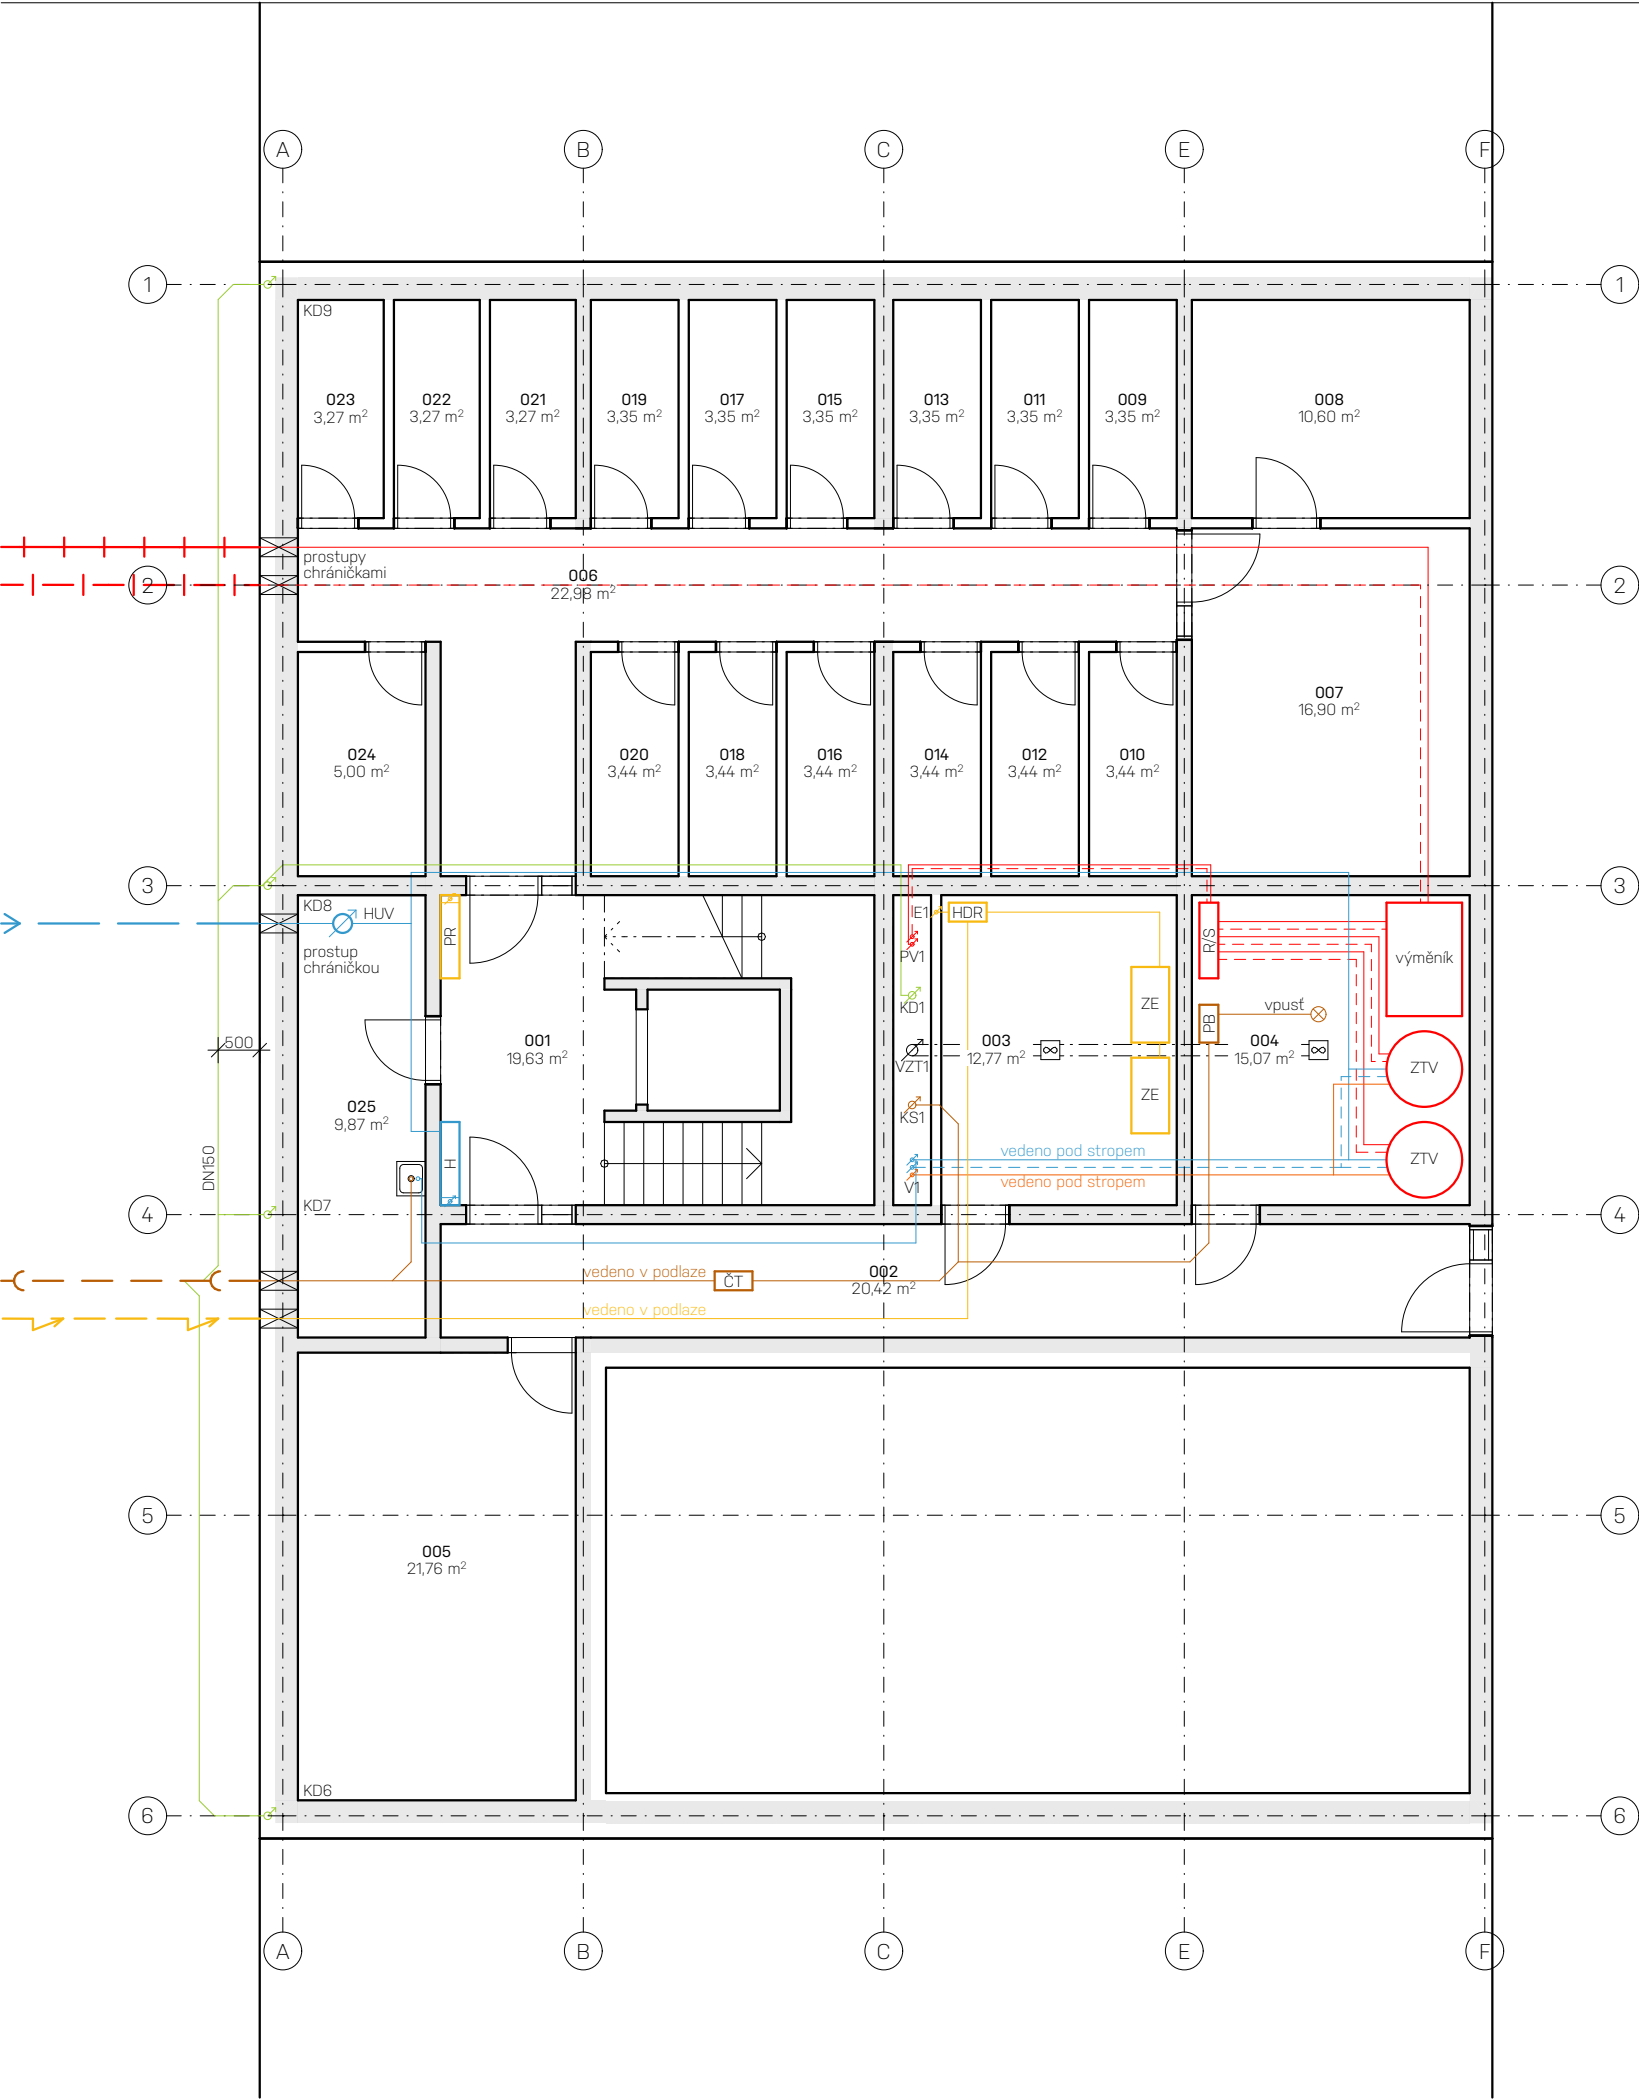 A B C E F
1 1
KD9
023 022 021 019 017 015 013 011 009 008
3,27 m² 3,27 m² 3,27 m² 3,35 m² 3,35 m² 3,35 m² 3,35 m² 3,35 m² 3,35 m² 10,60 m²
prostupy
chráničkami
006
2 2
22,98 m²
007
16,90 m²
024 020 018 016 014 012 010
5,00 m² 3,44 m² 3,44 m² 3,44 m² 3,44 m² 3,44 m² 3,44 m²
3 3
KD8
HUV
E1
HDR
PR
R/S
prostup
chráničkou
PV1
výměník
KD1
ZE
PB
vpusť
500
001
19,63 m²
003
12,77 m²
004
15,07 m²
VZT1
ZTV
ZE
025
9,87 m²
KS1
H
vedeno pod stropem
ZTV
DN150
V1
vedeno pod stropem
KD7
4 4
vedeno v podlaze
ČT
002
20,42 m²
vedeno v podlaze
5 5
005
21,76 m²
KD6
6 6
A B C E F